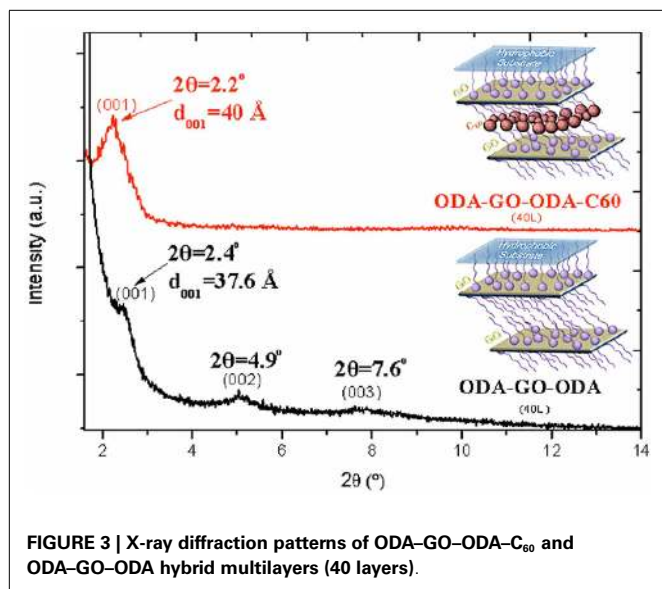 (001)
2θ=2.2°
d001=40 Å
Hydrophobic
Substrate
GO
C60
GO
ODA-GO-ODA-C60
(40L)
2θ=2.4°
(001)
d001=37.6 Å
Hydrophobic
Substrate
GO
GO
2θ=4.9°
(002)
2θ=7.6°
(003)
ODA-GO-ODA
(40L)
Intensity (a.u.)
2 4 6 8 10 12 14
2θ (°)
FIGURE 3 | X-ray diffraction patterns of ODA–GO–ODA–C60 and
ODA–GO–ODA hybrid multilayers (40 layers).